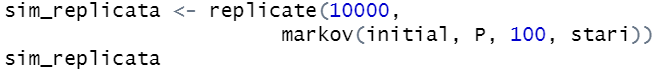 sim_replicata <- replicate(10000,
markov(initial, P, 100, stari))
sim_replicata